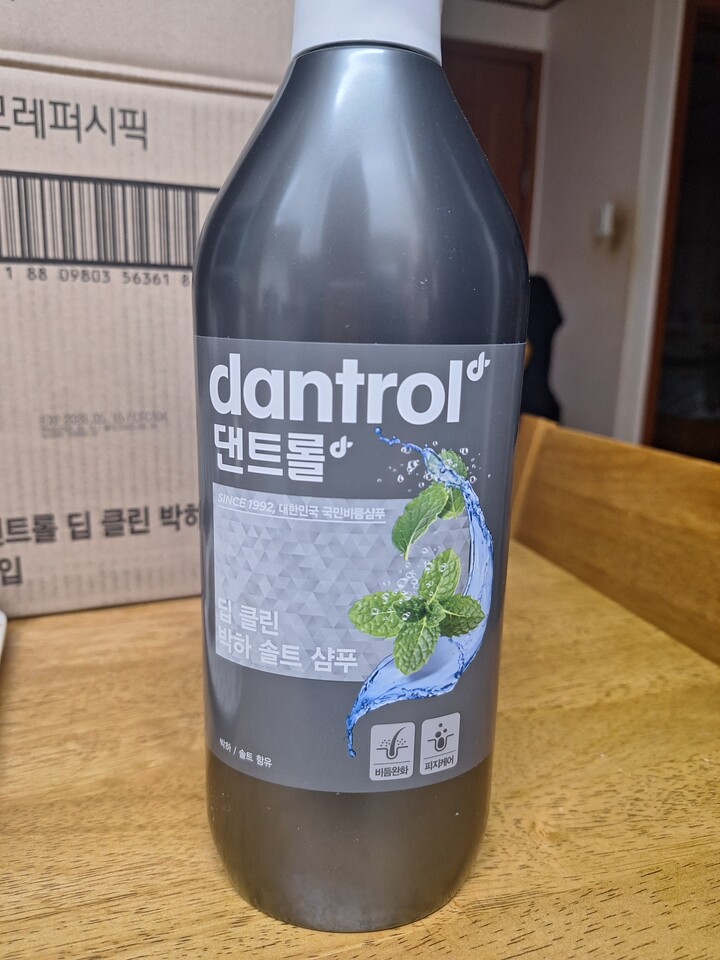 모레퍼시픽
1 88 09803 56361 8
dantrol
댄트롤
SINCE 1992, 대한민국 국민비듬샴푸
딥 클린
박하 솔트 샴푸
박하 / 솔트 함유
비듬완화
피지케어
트롤 딥 클린 박하
입